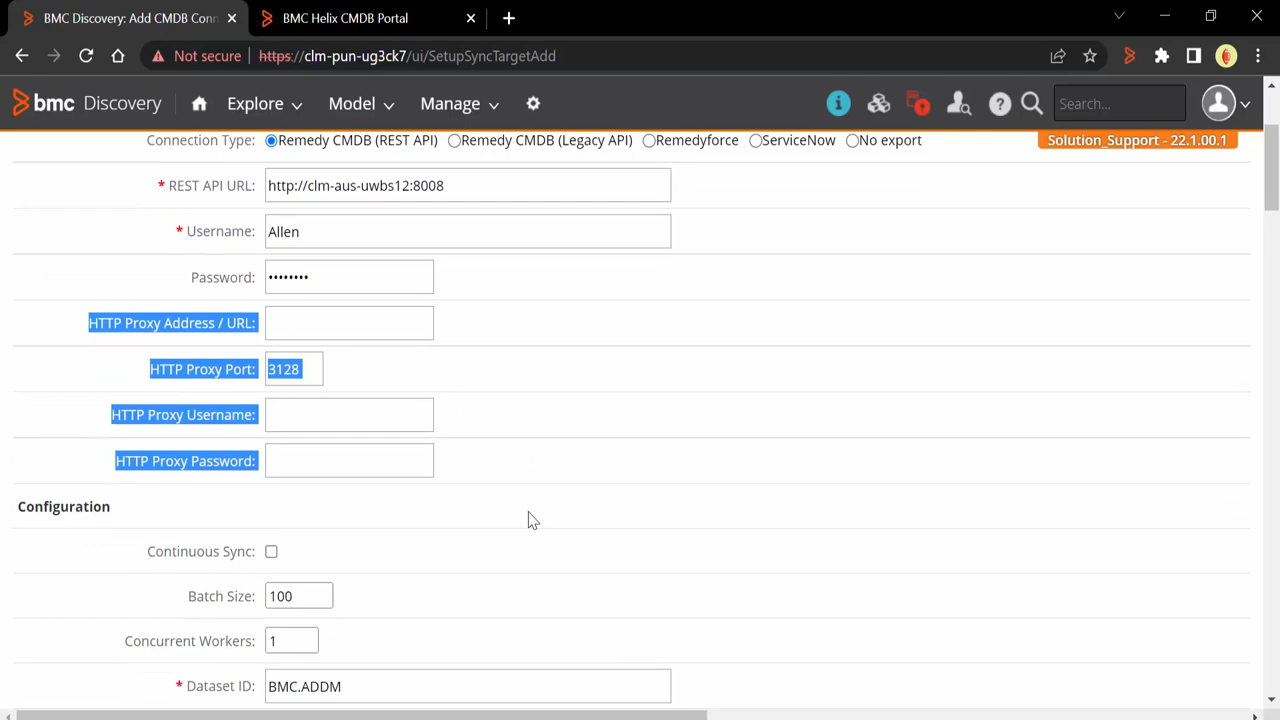 BMC Discovery: Add CMDB Conn
BMC Helix CMDB Portal
Not secure https://clm-pun-ug3ck7/ui/SetupSyncTargetAdd
bmc Discovery Explore Model Manage Search...
Connection Type: Remedy CMDB (REST API) Remedy CMDB (Legacy API) Remedyforce ServiceNow No export
Solution_Support - 22.1.00.1
* REST API URL: http://clm-aus-uwbs12:8008
* Username: Allen
Password: ••••••••
HTTP Proxy Address / URL:
HTTP Proxy Port: 3128
HTTP Proxy Username:
HTTP Proxy Password:
Configuration
Continuous Sync:
Batch Size: 100
Concurrent Workers: 1
* Dataset ID: BMC.ADDM